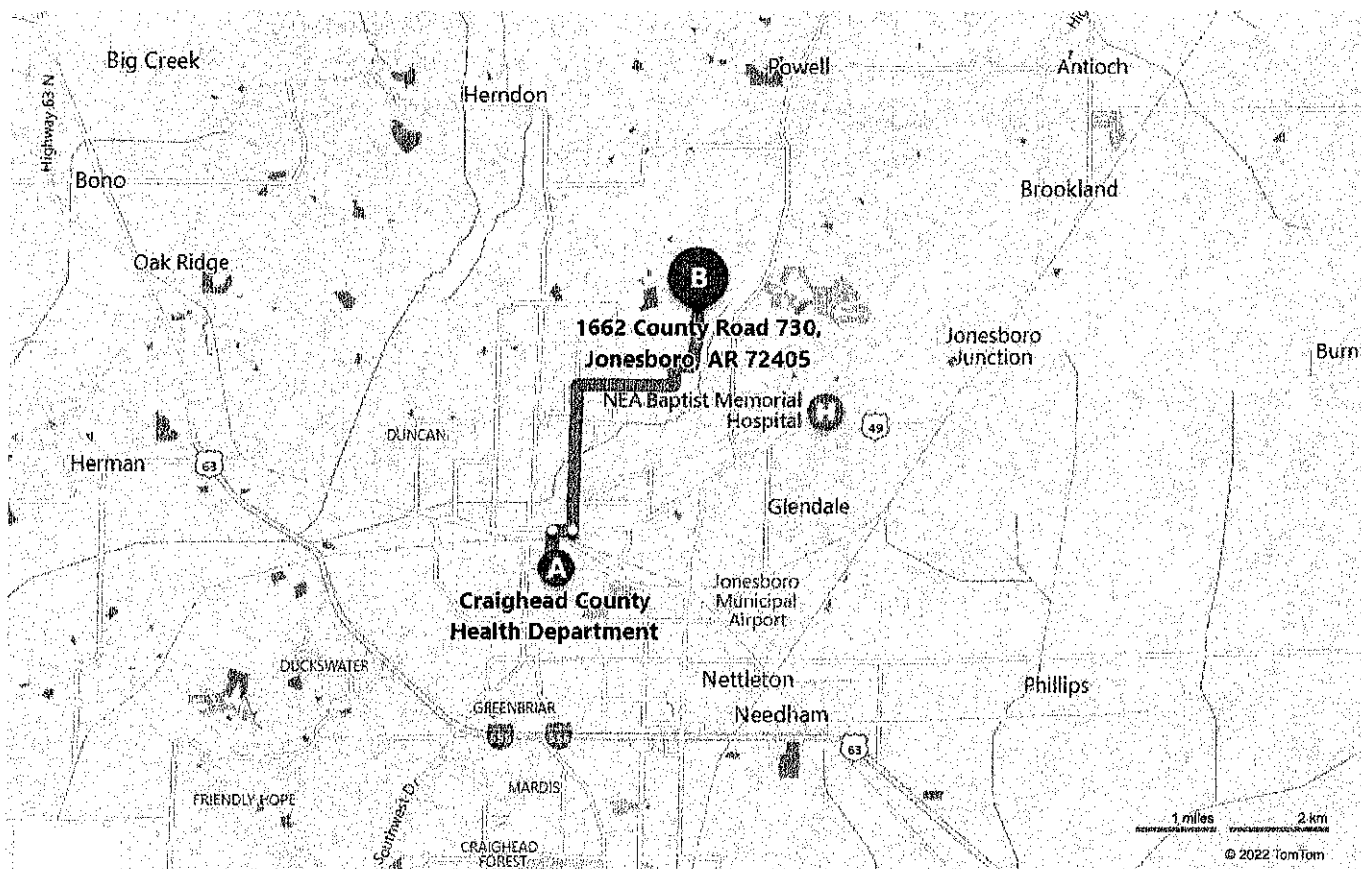 Big Creek
Powell
Antioch
Highway 63 N
Herndon
Bono
Brookland
Oak Ridge
B
1662 County Road 730,
Jonesboro, AR 72405
Jonesboro
Junction
Burn
NEA Baptist Memorial
Hospital
H
49
DUNCAN
Herman
63
Glendale
A
Craighead County
Health Department
Jonesboro
Municipal
Airport
DUCKSWATER
Nettleton
Phillips
GREENBRIAR
Needham
63
MARDIS
FRIENDLY HOPE
Southwest Dr
CRAIGHEAD
FOREST
1 miles
2 km
© 2022 TomTom